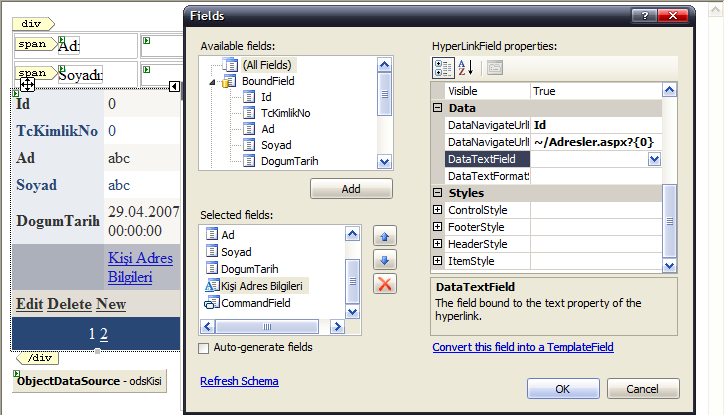 div
span Ad:
span Soyadı
Id 0
TcKimlikNo 0
Ad abc
Soyad abc
DogumTarih 29.04.2007 00:00:00
Kişi Adres
Bilgileri
Edit Delete New
1 2
/div
ObjectDataSource - odsKisi
Fields
Available fields:
(All Fields)
BoundField
Id
TcKimlikNo
Ad
Soyad
DogumTarih
Add
Selected fields:
Ad
Soyad
DogumTarih
Kişi Adres Bilgileri
CommandField
Auto-generate fields
Refresh Schema
HyperLinkField properties:
Visible True
Data
DataNavigateUrl Id
DataNavigateUrl ~/Adresler.aspx?{0}
DataTextField
DataTextFormat
Styles
ControlStyle
FooterStyle
HeaderStyle
ItemStyle
DataTextField
The field bound to the text property of the
hyperlink.
Convert this field into a TemplateField
OK Cancel